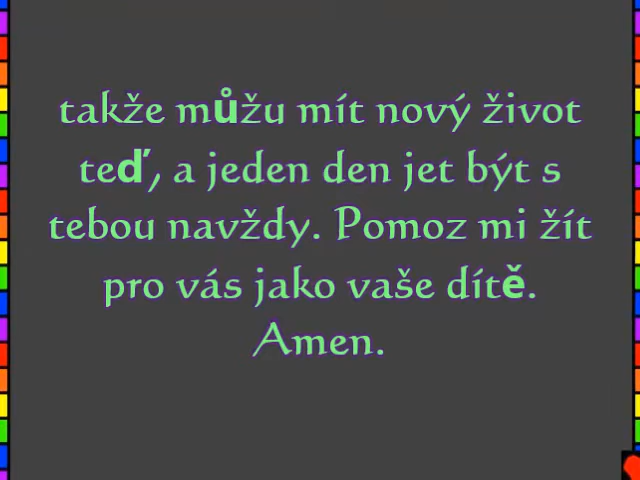 takže můžu mít nový život
teď, a jeden den jet být s
tebou navždy. Pomoz mi žít
pro vás jako vaše dítě.
Amen.